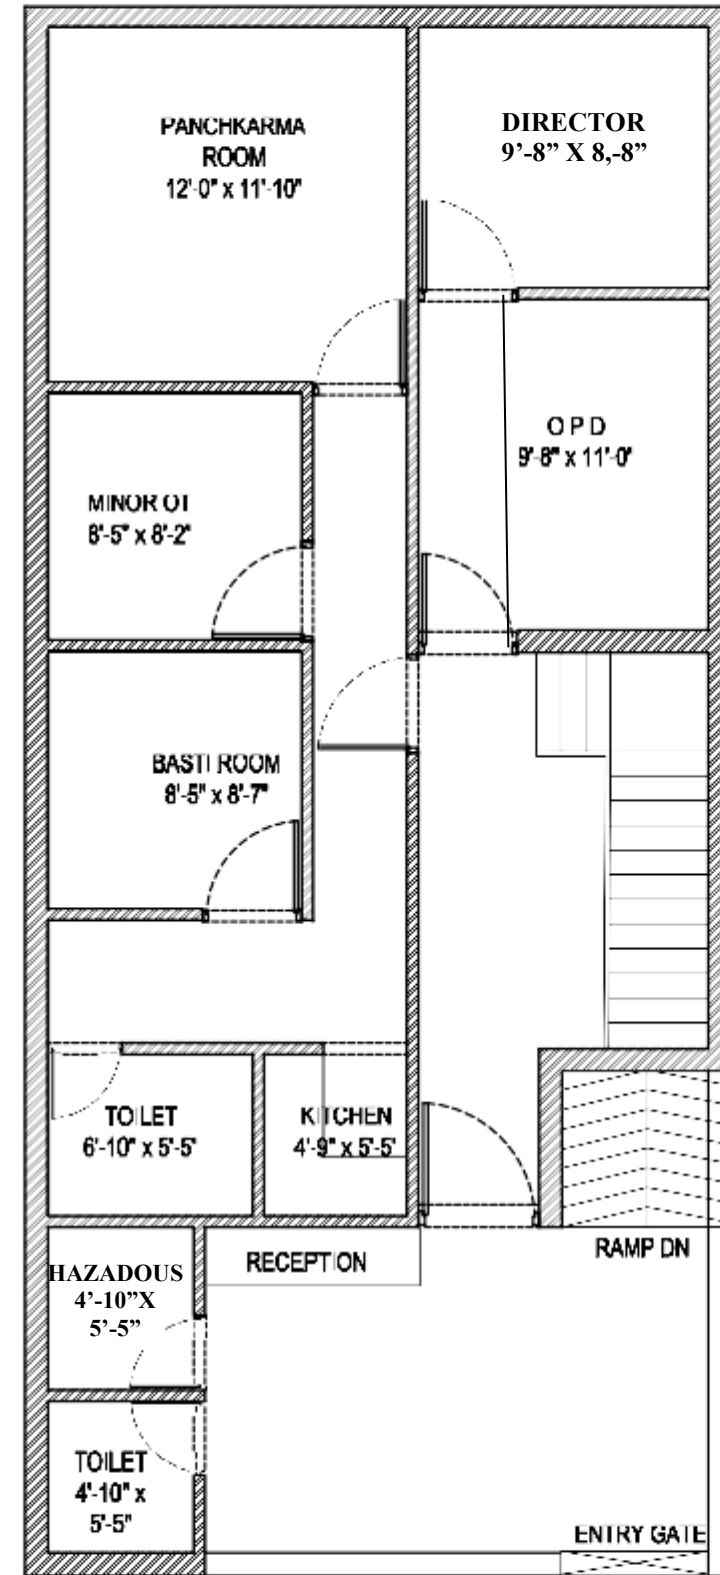 PANCHKARMA
ROOM
12'-0" x 11'-10"
DIRECTOR
9'-8" X 8,-8"
O P D
9'-8" x 11'-0"
MINOR OT
8'-5" x 8'-2"
BASTI ROOM
8'-5" x 8'-7"
TOILET
6'-10" x 5'-5"
KITCHEN
4'-9" x 5'-5"
RECEPTION
RAMP DN
HAZADOUS
4'-10"X
5'-5"
TOILET
4'-10" x
5'-5"
ENTRY GATE